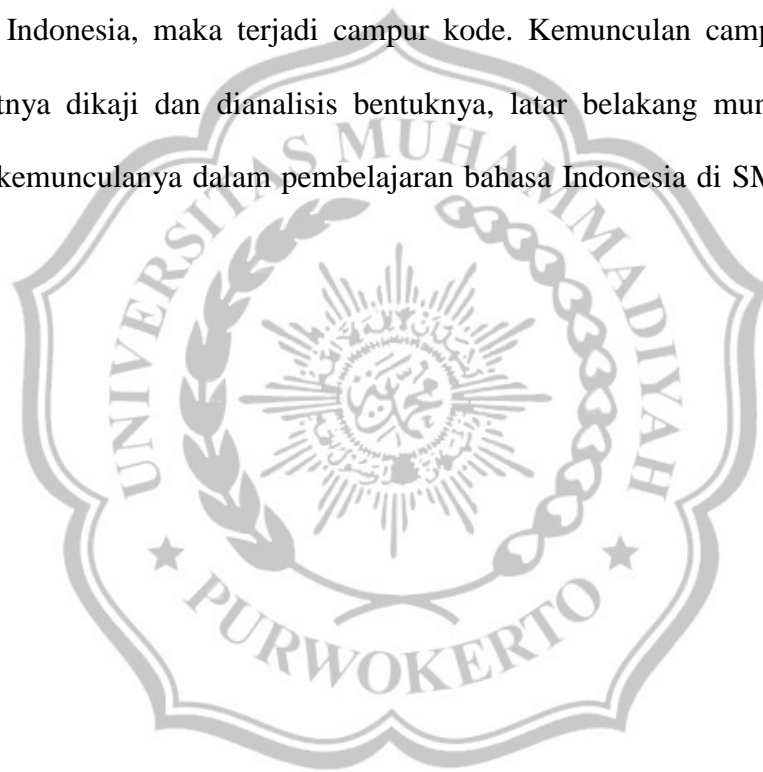 Indonesia, maka terjadi campur kode. Kemunculan camp
tnya dikaji dan dianalisis bentuknya, latar belakang mun
kemunculanya dalam pembelajaran bahasa Indonesia di SM
UNIVERSITAS MUHAMMADIYAH
PURWOKERTO